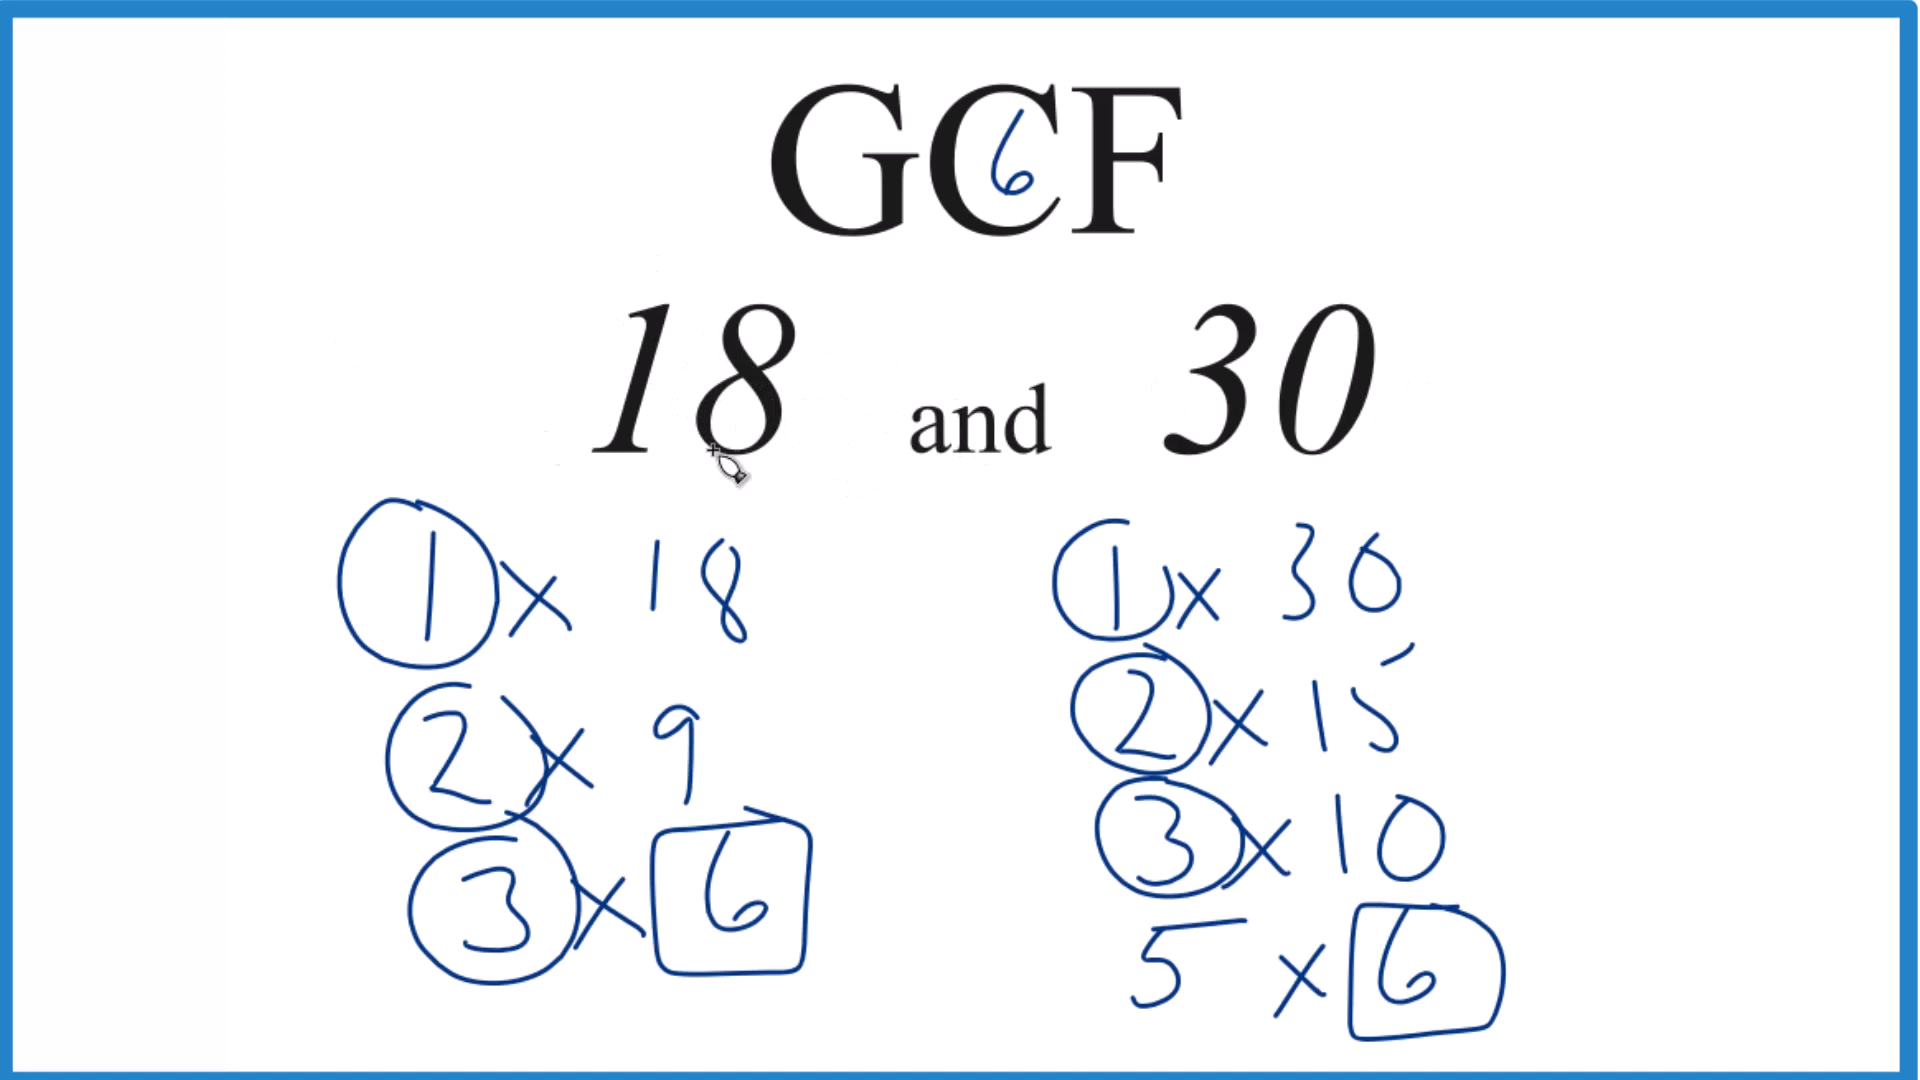 GCF
6
18 and 30
1 x 18
1 x 30
2 x 9
2 x 15
3 x 6
3 x 10
5 x 6